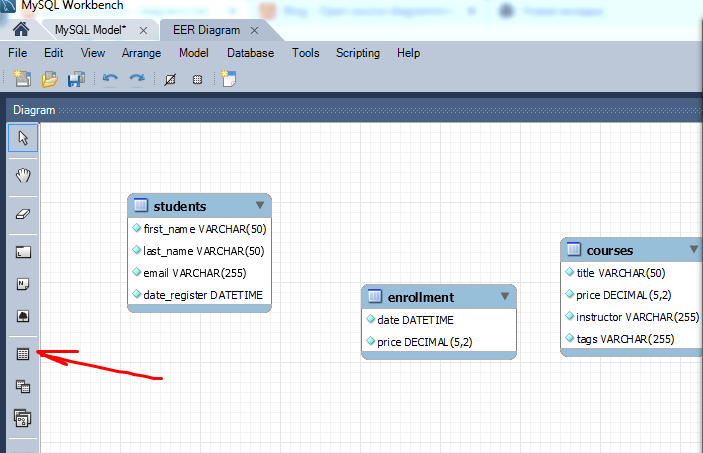 MySQL Workbench
MySQL Model* EER Diagram
File Edit View Arrange Model Database Tools Scripting Help
Diagram
students
first_name VARCHAR(50)
last_name VARCHAR(50)
email VARCHAR(255)
date_register DATETIME
enrollment
date DATETIME
price DECIMAL(5,2)
courses
title VARCHAR(50)
price DECIMAL(5,2)
instructor VARCHAR(255)
tags VARCHAR(255)